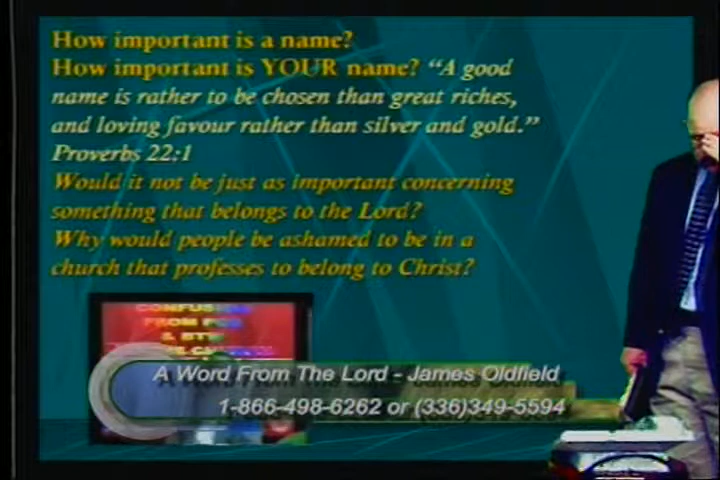 How important is a name?
How important is YOUR name? “A good
name is rather to be chosen than great riches,
and loving favour rather than silver and gold.”
Proverbs 22:1
Would it not be just as important concerning
something that belongs to the Lord?
Why would people be ashamed to be in a
church that professes to belong to Christ?
FROM
A Word From The Lord - James Oldfield
1-866-498-6262 or (336)349-5594